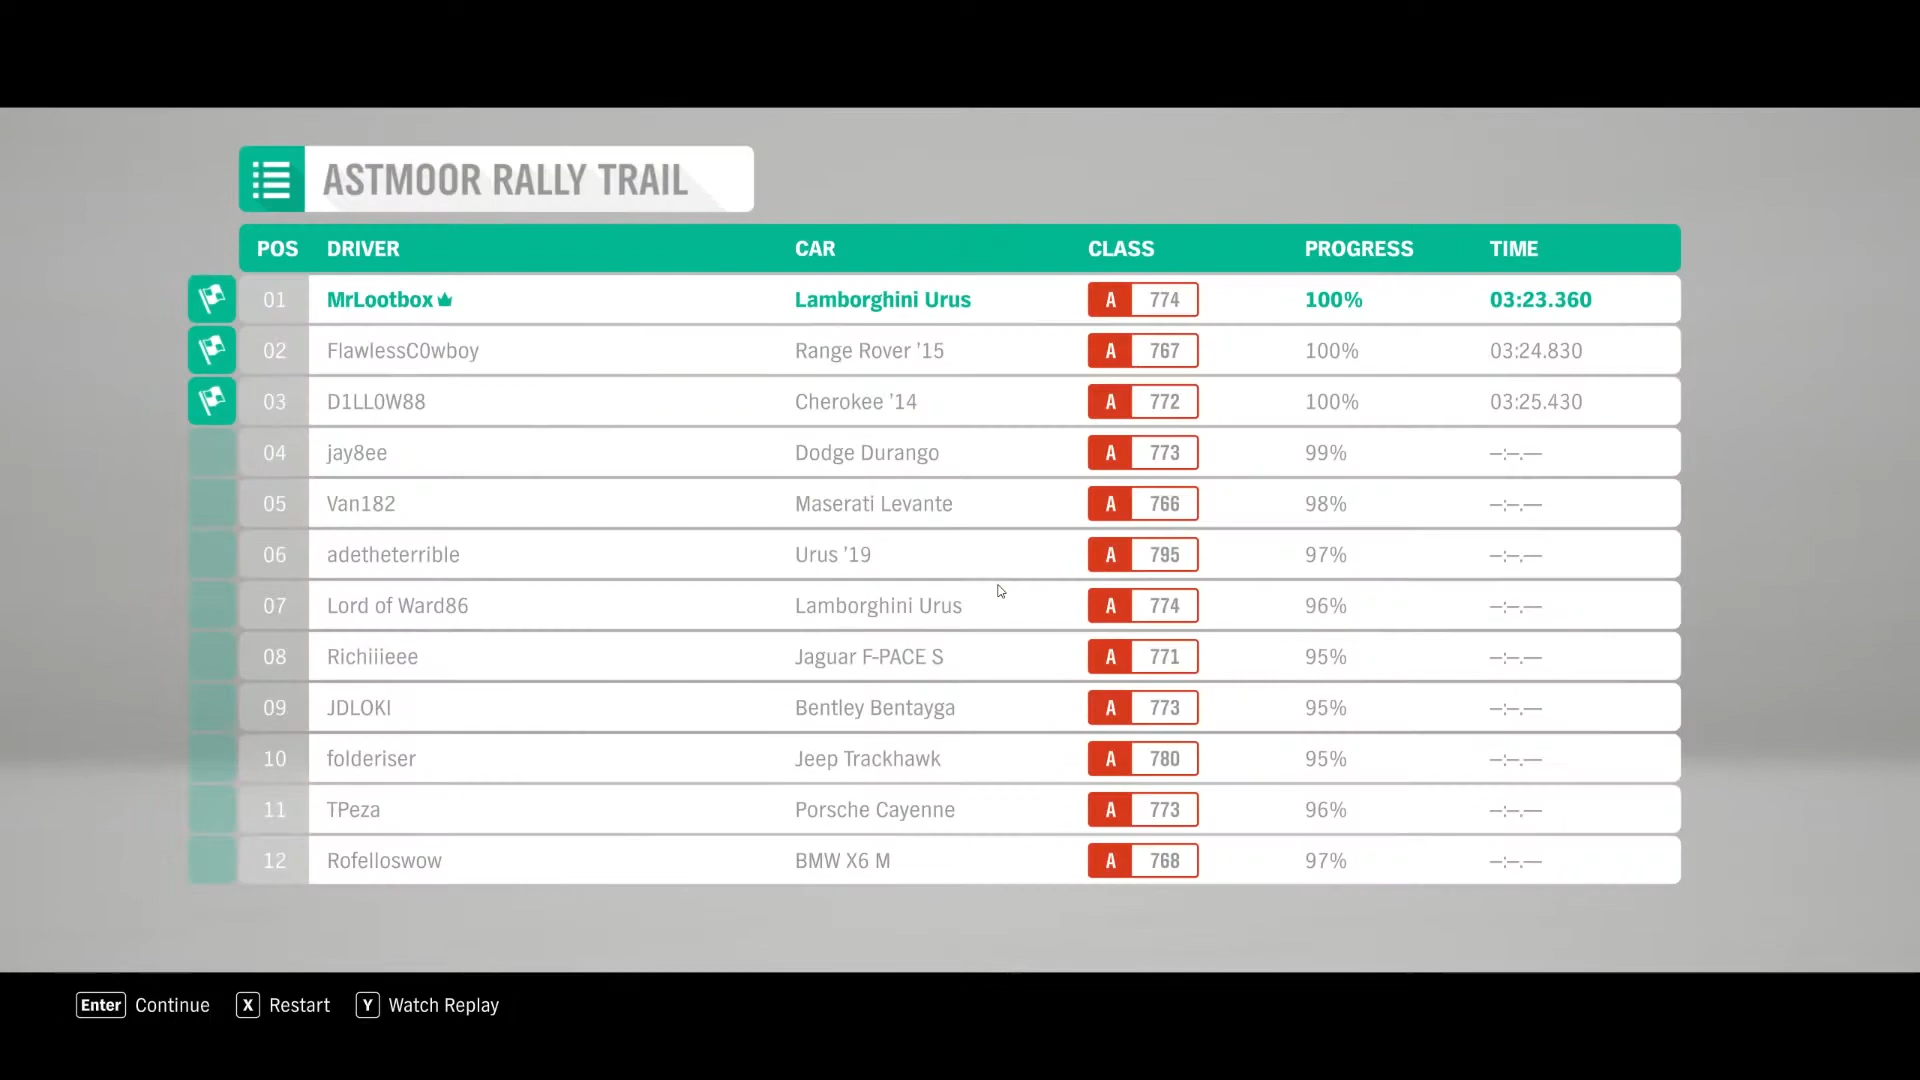 ASTMOOR RALLY TRAIL
POS DRIVER CAR CLASS PROGRESS TIME
01 MrLootbox Lamborghini Urus A 774 100% 03:23.360
02 FlawlessC0wboy Range Rover ’15 A 767 100% 03:24.830
03 D1LL0W88 Cherokee ’14 A 772 100% 03:25.430
04 jay8ee Dodge Durango A 773 99% –:–.––
05 Van182 Maserati Levante A 766 98% –:–.––
06 adetheterrible Urus ’19 A 795 97% –:–.––
07 Lord of Ward86 Lamborghini Urus A 774 96% –:–.––
08 Richiiieee Jaguar F-PACE S A 771 95% –:–.––
09 JDLOKI Bentley Bentayga A 773 95% –:–.––
10 folderiser Jeep Trackhawk A 780 95% –:–.––
11 TPeza Porsche Cayenne A 773 96% –:–.––
12 Rofelloswow BMW X6 M A 768 97% –:–.––
Enter Continue X Restart Y Watch Replay